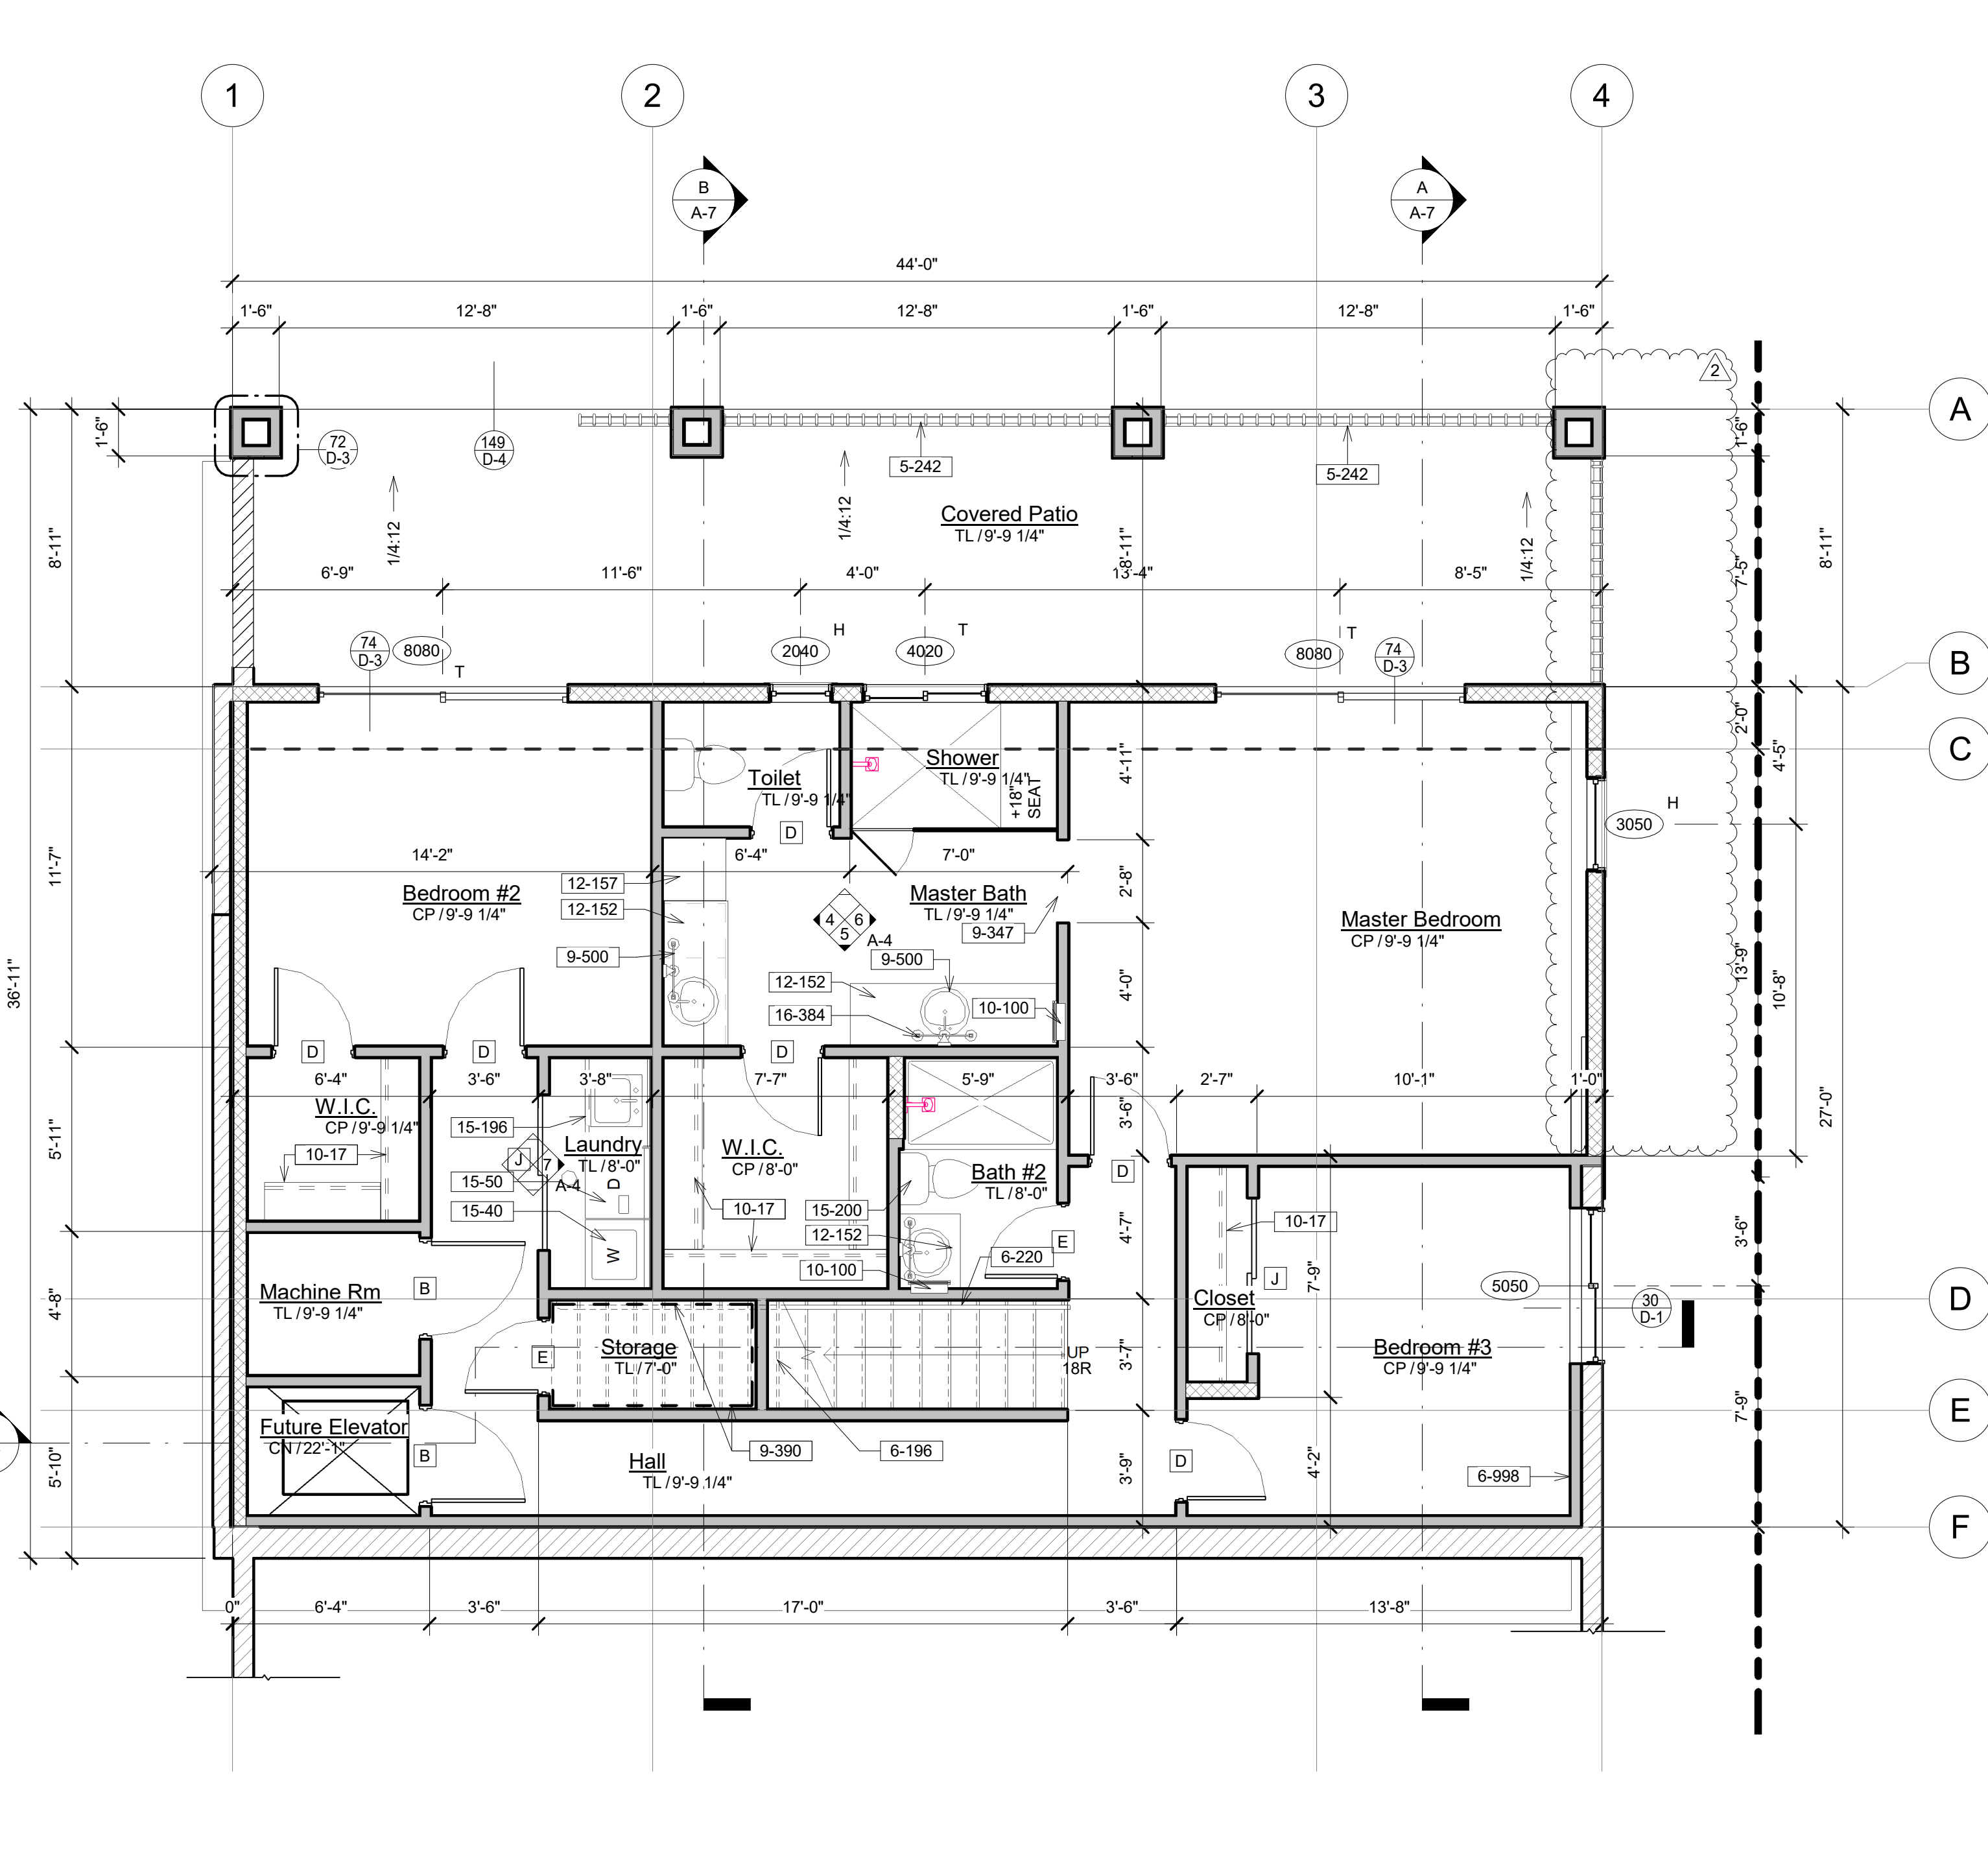 1
2
3
4
B
A-7
A
A-7
44'-0"
1'-6"
12'-8"
1'-6"
12'-8"
1'-6"
12'-8"
1'-6"
2
A
1'-6"
1'-6"
72
D-3
149
D-4
5-242
5-242
Covered Patio
TL / 9'-9 1/4"
1/4:12
1/4:12
1/4:12
8'-11"
8'-11"
7'-5"
8'-11"
6'-9"
11'-6"
4'-0"
13'-4"
8'-5"
74
D-3
8080
T
2040
H
4020
T
8080
T
74
D-3
B
C
2'-0"
4'-5"
4'-11"
Toilet
TL / 9'-9 1/4"
Shower
TL / 9'-9 1/4"
+18"
SEAT
D
3050
H
14'-2"
6'-4"
7'-0"
11'-7"
2'-8"
Bedroom #2
CP / 9'-9 1/4"
12-157
12-152
9-500
4
6
5
A-4
Master Bath
TL / 9'-9 1/4"
9-347
9-500
12-152
16-384
10-100
Master Bedroom
CP / 9'-9 1/4"
4'-0"
13'-9"
10'-8"
36'-11"
D
D
D
6'-4"
3'-6"
3'-8"
7'-7"
5'-9"
3'-6"
2'-7"
10'-1"
1'-0"
3'-6"
27'-0"
W.I.C.
CP / 9'-9 1/4"
10-17
5'-11"
15-196
J
7
A-4
15-50
15-40
Laundry
TL / 8'-0"
D
W
W.I.C.
CP / 8'-0"
10-17
Bath #2
TL / 8'-0"
15-200
12-152
10-100
6-220
D
E
4'-7"
10-17
J
Closet
CP / 8'-0"
7'-9"
3'-6"
5050
30
D-1
D
Machine Rm
TL / 9'-9 1/4"
B
4'-8"
E
Storage
TL / 7'-0"
UP
18R
3'-7"
Bedroom #3
CP / 9'-9 1/4"
E
7'-9"
Future Elevator
CN / 22'-1"
B
5'-10"
Hall
TL / 9'-9 1/4"
9-390
6-196
3'-9"
D
4'-2"
6-998
F
0"
6'-4"
3'-6"
17'-0"
3'-6"
13'-8"